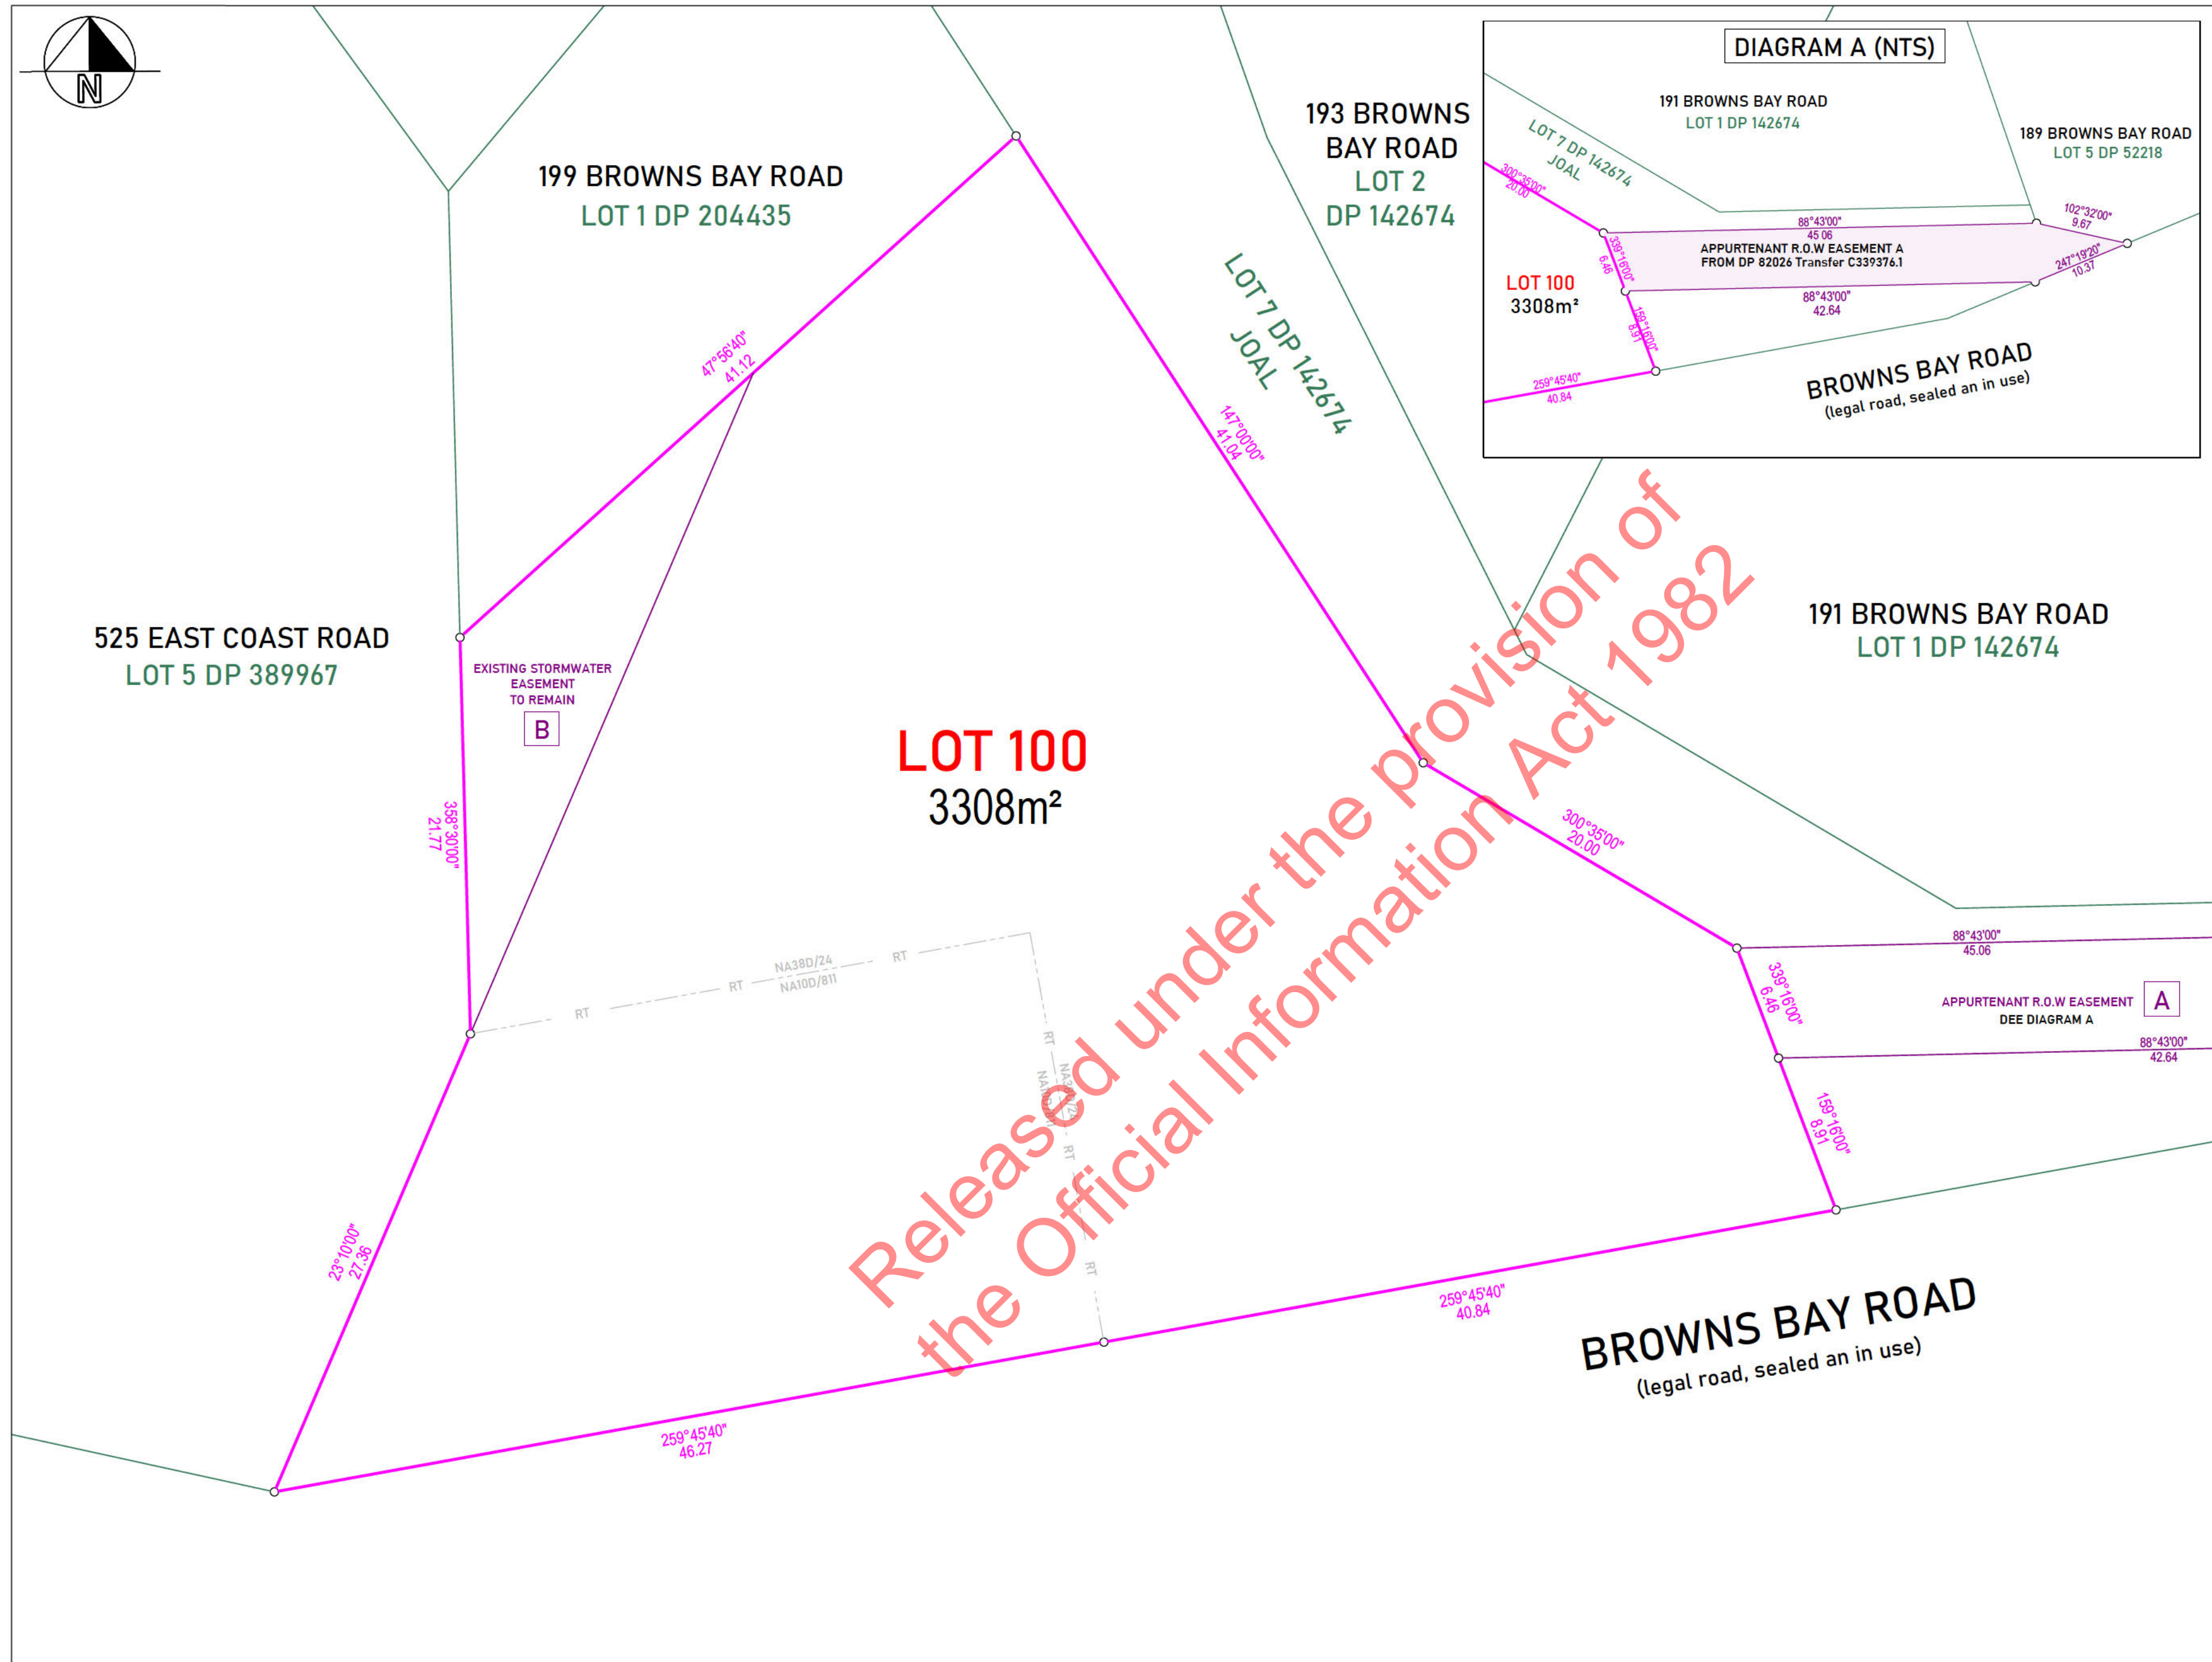 N
199 BROWNS BAY ROAD
LOT 1 DP 204435
193 BROWNS
BAY ROAD
LOT 2
DP 142674
LOT 7 DP 142674
JOAL
DIAGRAM A (NTS)
191 BROWNS BAY ROAD
LOT 1 DP 142674
189 BROWNS BAY ROAD
LOT 5 DP 52218
LOT 7 DP 142674
JOAL
300°35'00"
20.00
88°43'00"
45 06
102°32'00"
9.67
APPURTENANT R.O.W EASEMENT A
FROM DP 82026 Transfer C339376.1
339°16'00"
6.46
247°19'20"
10.37
LOT 100
3308m²
88°43'00"
42.64
159°16'00"
8.91
259°45'40"
40.84
BROWNS BAY ROAD
(legal road, sealed an in use)
47°56'40"
41.12
147°00'00"
41.04
525 EAST COAST ROAD
LOT 5 DP 389967
EXISTING STORMWATER
EASEMENT
TO REMAIN
B
191 BROWNS BAY ROAD
LOT 1 DP 142674
LOT 100
3308m²
358°30'00"
21.77
300°35'00"
20.00
88°43'00"
45.06
339°16'00"
6.46
APPURTENANT R.O.W EASEMENT
A
DEE DIAGRAM A
88°43'00"
42.64
159°16'00"
8.91
RT
RT
NA38D/24
NA10D/811
RT
RT
NA38D/24
NA10D/811
RT
RT
23°10'00"
27.36
259°45'40"
40.84
259°45'40"
46.27
BROWNS BAY ROAD
(legal road, sealed an in use)
Released under the provision of
the Official Information Act 1982